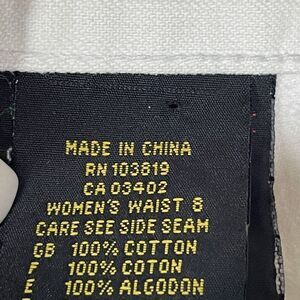 MADE IN CHINA
RN 103819
CA 03402
WOMEN'S WAIST 8
CARE SEE SIDE SEAM
GB 100% COTTON
F 100% COTON
E 100% ALGODON